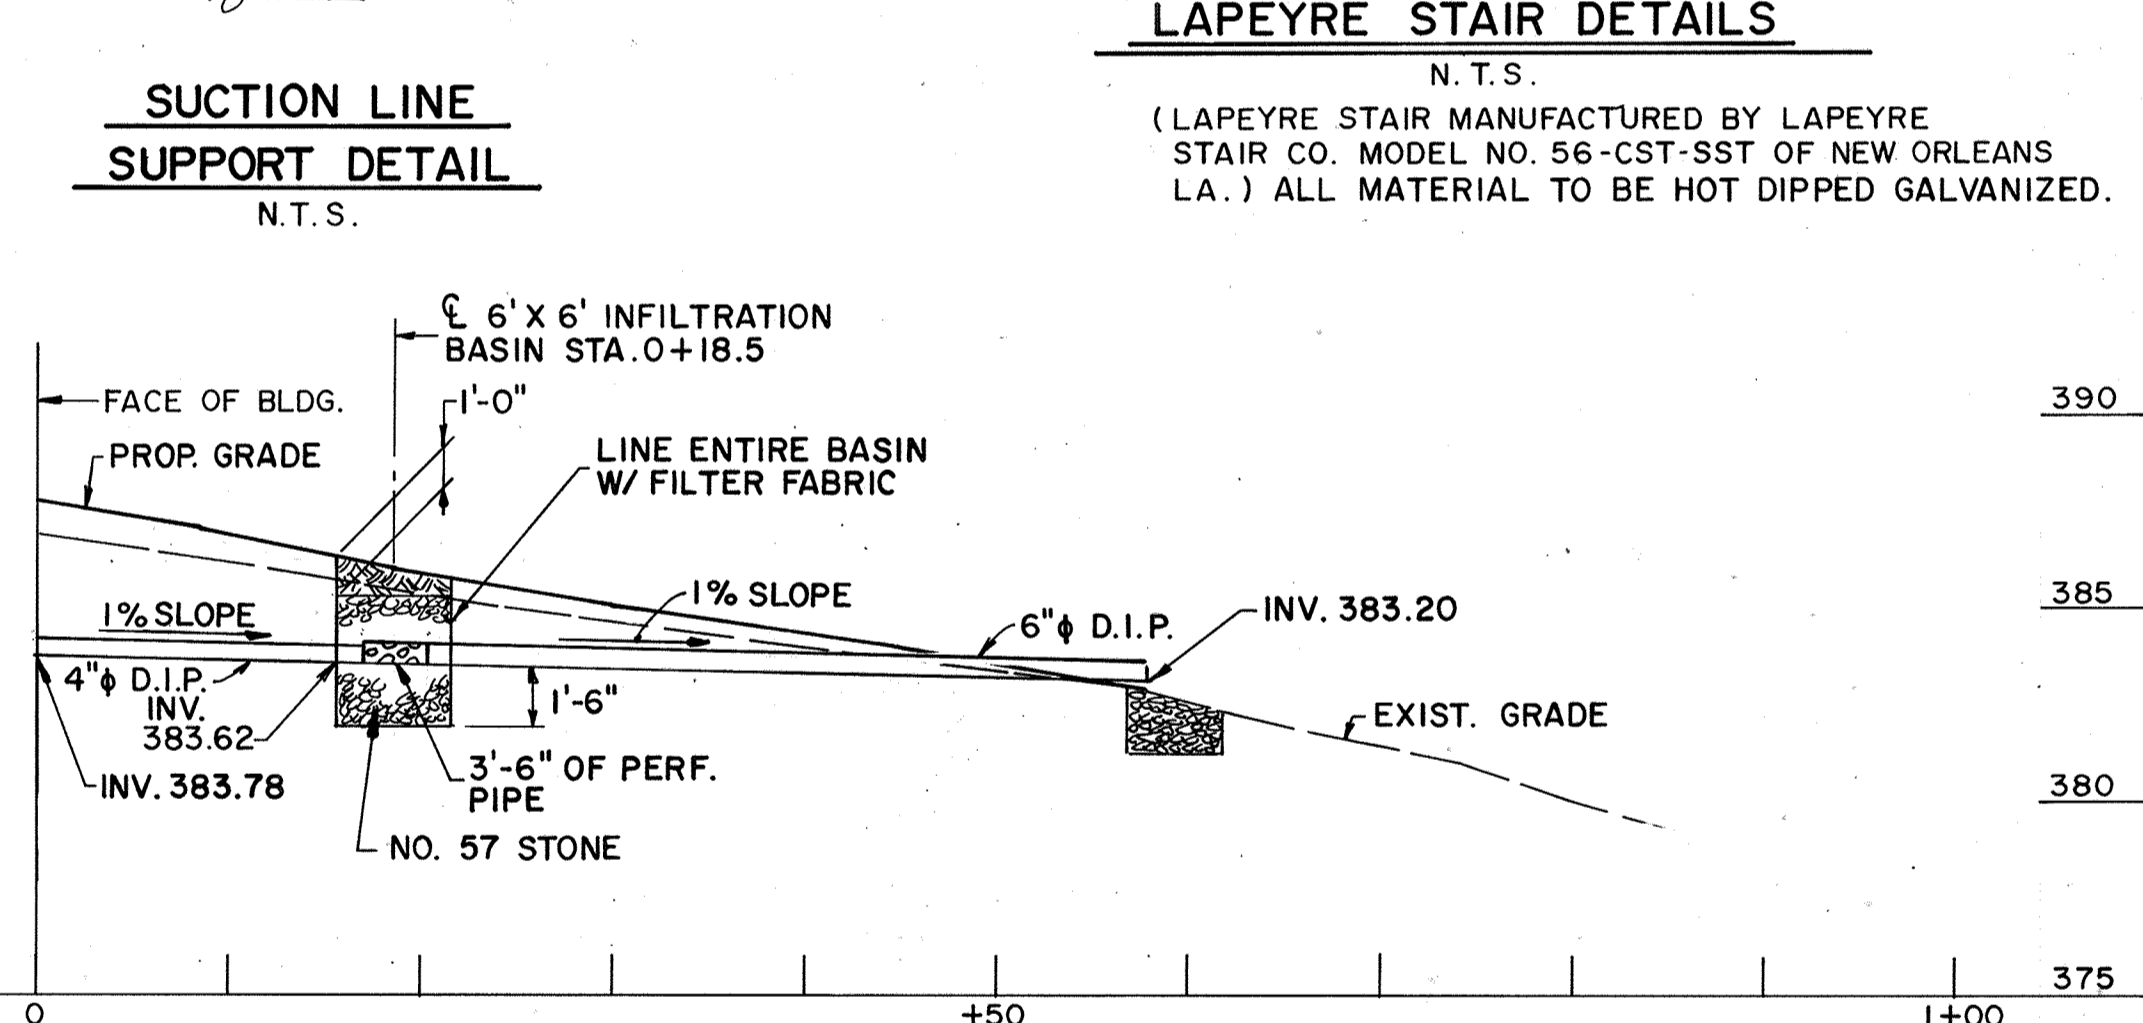 LAPEYRE STAIR DETAILS
N.T.S.
(LAPEYRE STAIR MANUFACTURED BY LAPEYRE
STAIR CO. MODEL NO. 56-CST-SST OF NEW ORLEANS
LA.) ALL MATERIAL TO BE HOT DIPPED GALVANIZED.
SUCTION LINE
SUPPORT DETAIL
N.T.S.
℄ 6' X 6' INFILTRATION
BASIN STA. 0+18.5
FACE OF BLDG.
1'-0"
390
PROP. GRADE
LINE ENTIRE BASIN
W/ FILTER FABRIC
1% SLOPE
1% SLOPE
6"ϕ D.I.P.
INV. 383.20
385
4"ϕ D.I.P.
INV.
383.62
1'-6"
EXIST. GRADE
INV. 383.78
3'-6" OF PERF.
PIPE
380
NO. 57 STONE
375
0
+50
1+00